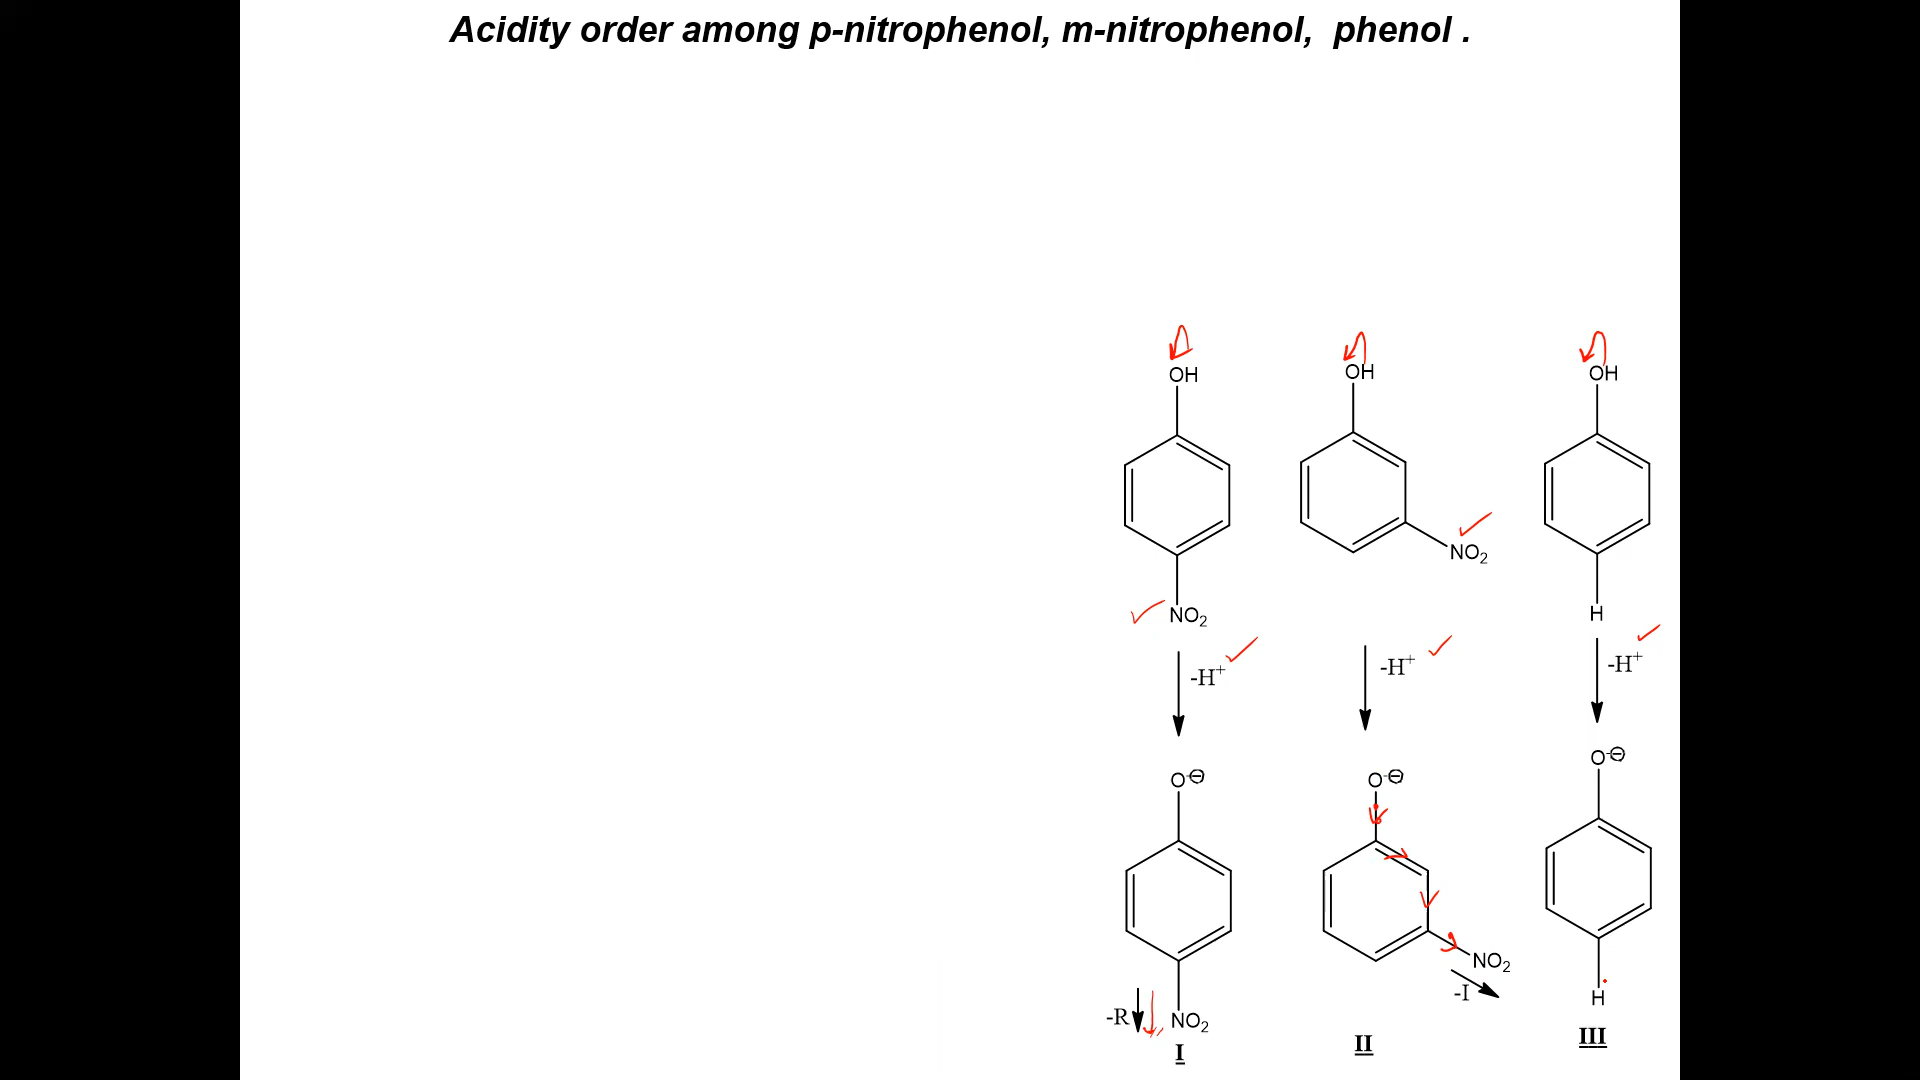 Acidity order among p-nitrophenol, m-nitrophenol, phenol .
OH OH OH
NO2
NO2 H
-H+ -H+ -H+
O⊖ O⊖ O⊖
NO2
-I
-R NO2 H
I II III